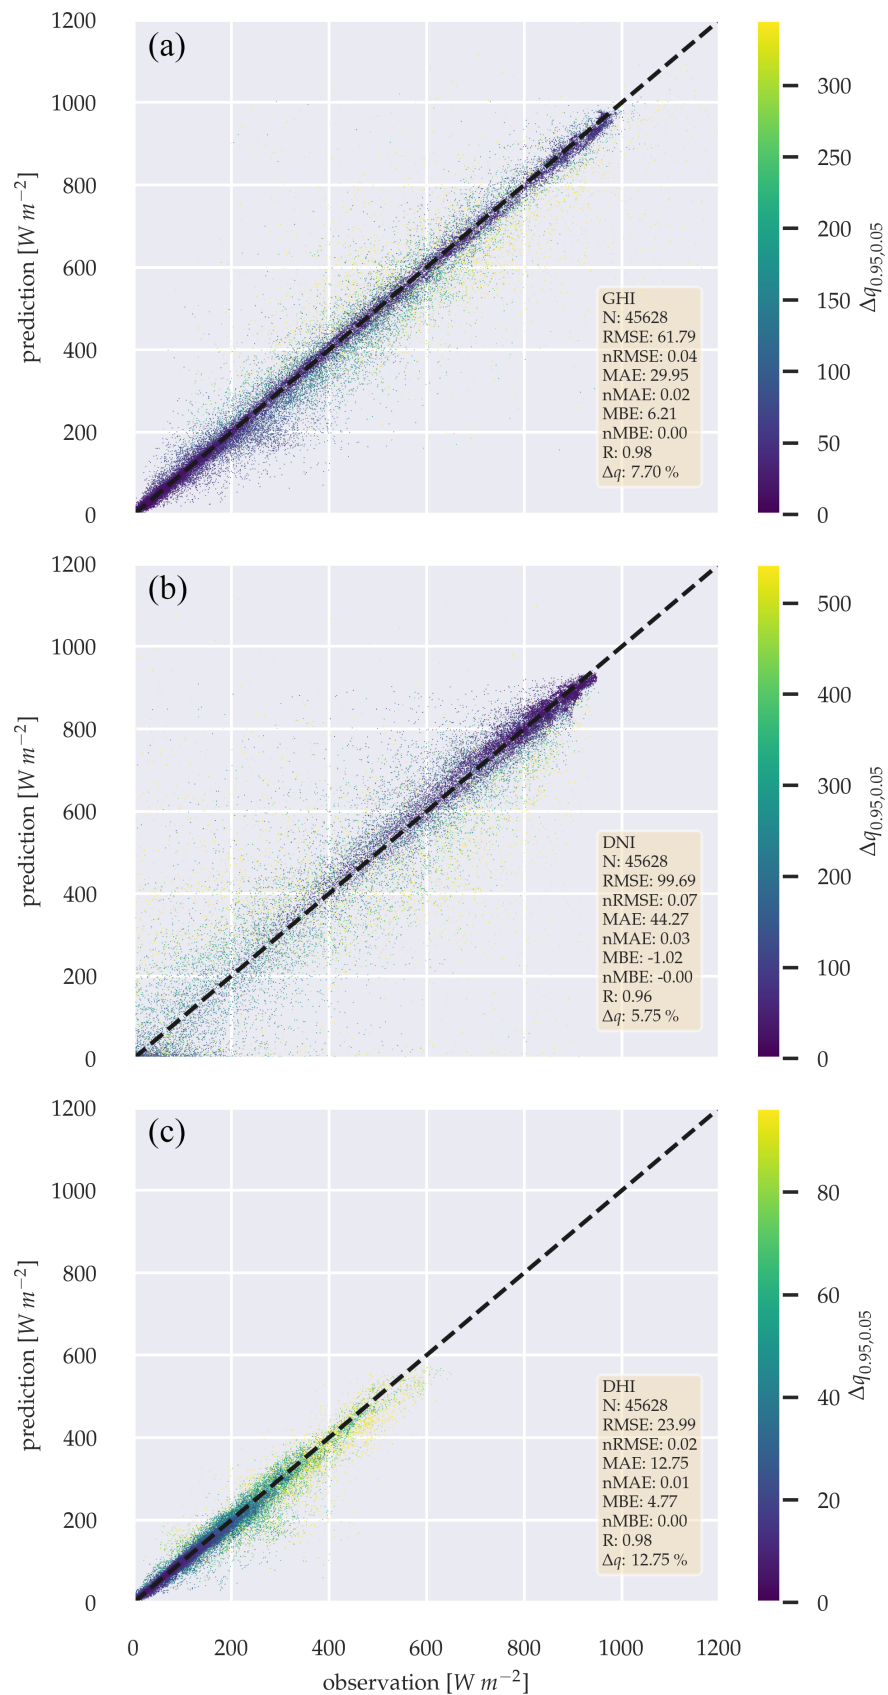 (a)
1200
1000
800
600
400
200
0
prediction [W m⁻²]
GHI
N: 45628
RMSE: 61.79
nRMSE: 0.04
MAE: 29.95
nMAE: 0.02
MBE: 6.21
nMBE: 0.00
R: 0.98
Δq: 7.70 %
300
250
200
150
100
50
0
Δq0.95,0.05
(b)
1200
1000
800
600
400
200
0
prediction [W m⁻²]
DNI
N: 45628
RMSE: 99.69
nRMSE: 0.07
MAE: 44.27
nMAE: 0.03
MBE: -1.02
nMBE: -0.00
R: 0.96
Δq: 5.75 %
500
400
300
200
100
0
Δq0.95,0.05
(c)
1200
1000
800
600
400
200
0
prediction [W m⁻²]
DHI
N: 45628
RMSE: 23.99
nRMSE: 0.02
MAE: 12.75
nMAE: 0.01
MBE: 4.77
nMBE: 0.00
R: 0.98
Δq: 12.75 %
80
60
40
20
0
Δq0.95,0.05
0 200 400 600 800 1000 1200
observation [W m⁻²]